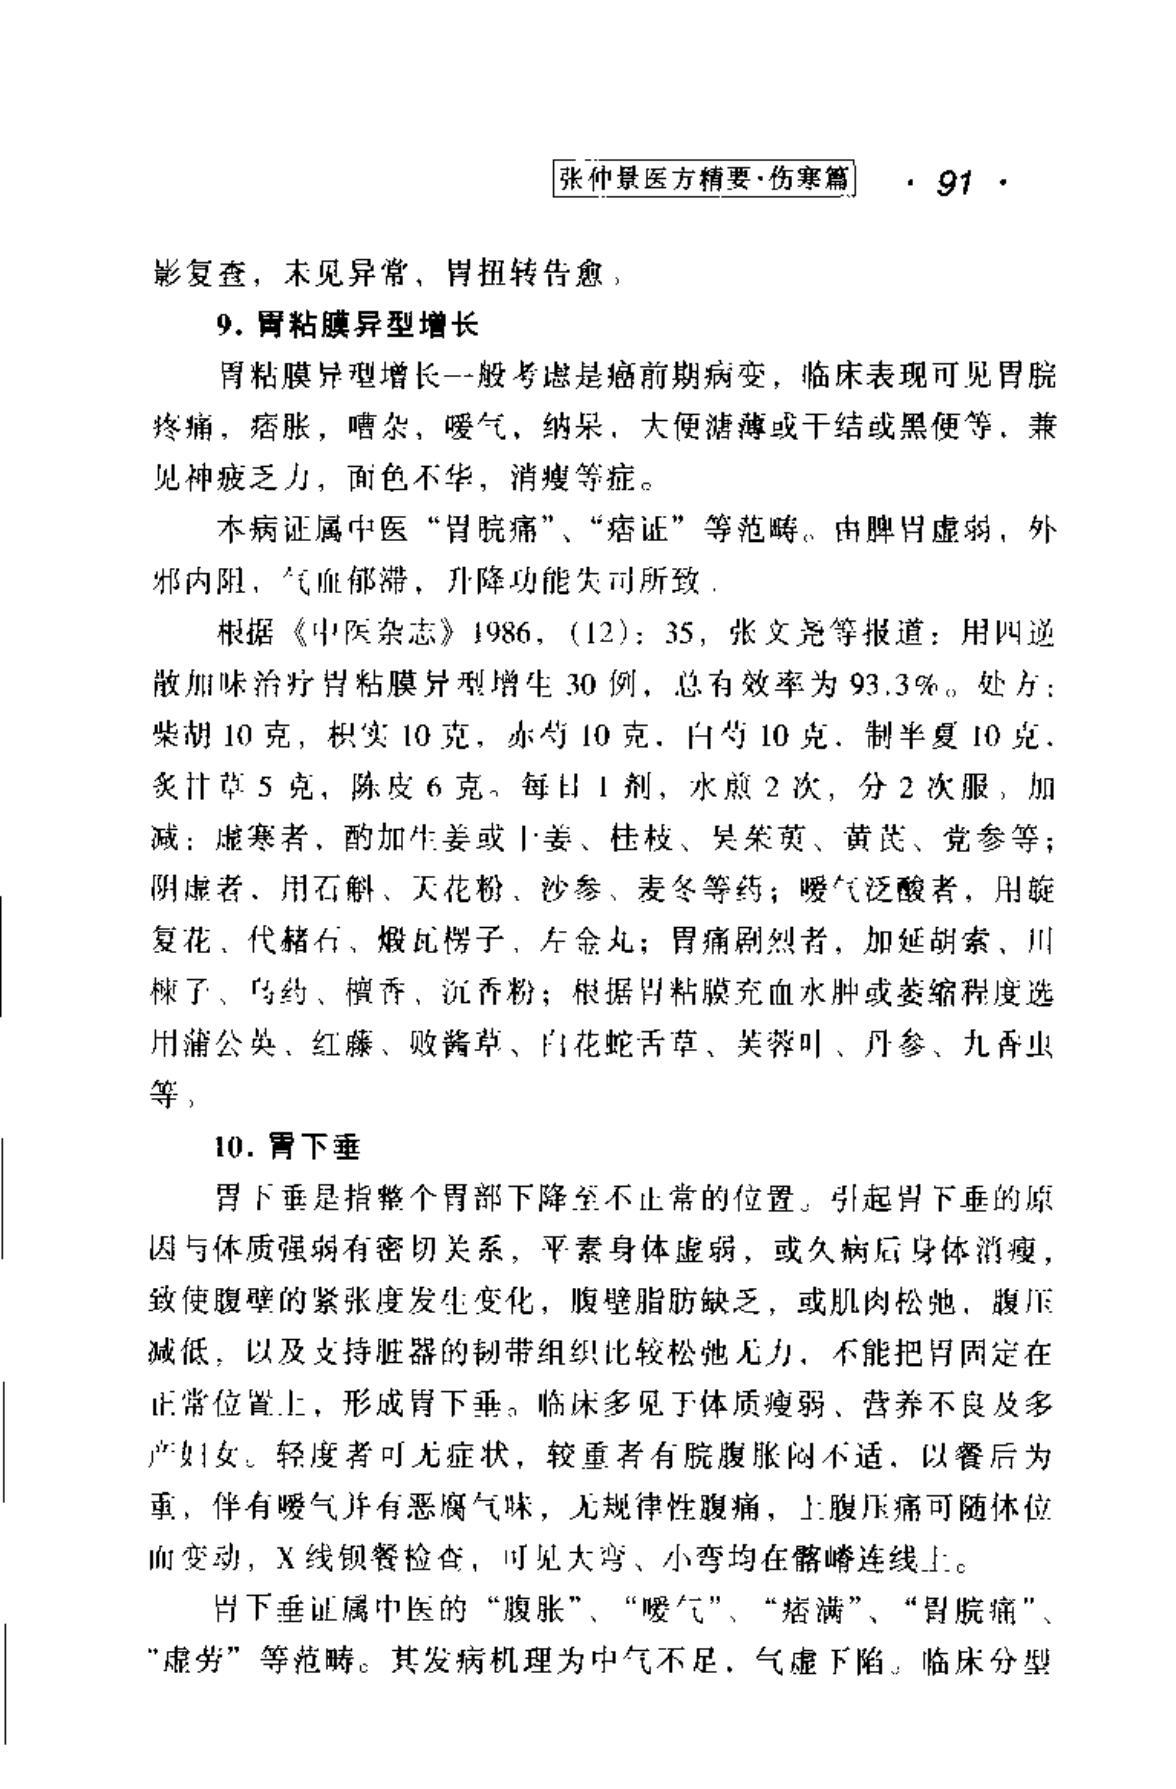 张仲景医方精要·伤寒篇 · 91 ·
影复查，未见异常，胃扭转告愈。
9. 胃粘膜异型增长
胃粘膜异型增长一般考虑是癌前期病变，临床表现可见胃脘
疼痛，痞胀，嘈杂，嗳气，纳呆，大便溏薄或干结或黑便等，兼
见神疲乏力，面色不华，消瘦等症。
本病证属中医“胃脘痛”、“痞证”等范畴。由脾胃虚弱，外
邪内阻，气血郁滞，升降功能失司所致．
根据《中医杂志》1986，(12)：35，张文尧等报道：用四逆
散加味治疗胃粘膜异型增生 30 例，总有效率为 93.3%。处方：
柴胡 10 克，枳实 10 克，赤芍 10 克，白芍 10 克，制半夏 10 克，
炙甘草 5 克，陈皮 6 克。每日 1 剂，水煎 2 次，分 2 次服。加
减：虚寒者，酌加生姜或干姜、桂枝、吴茱萸、黄芪、党参等；
阴虚者，用石斛、天花粉、沙参、麦冬等药；嗳气泛酸者，用旋
复花、代赭石、煅瓦楞子、左金丸；胃痛剧烈者，加延胡索、川
楝子、乌药、檀香、沉香粉；根据胃粘膜充血水肿或萎缩程度选
用蒲公英、红藤、败酱草、白花蛇舌草、芙蓉叶、丹参、九香虫
等。
10. 胃下垂
胃下垂是指整个胃部下降至不正常的位置。引起胃下垂的原
因与体质强弱有密切关系，平素身体虚弱，或久病后身体消瘦，
致使腹壁的紧张度发生变化，腹壁脂肪缺乏，或肌肉松弛，腹压
减低，以及支持脏器的韧带组织比较松弛无力，不能把胃固定在
正常位置上，形成胃下垂。临床多见于体质瘦弱、营养不良及多
产妇女。轻度者可无症状，较重者有脘腹胀闷不适，以餐后为
重，伴有嗳气并有恶腐气味，无规律性腹痛，上腹压痛可随体位
而变动，X 线钡餐检查，可见大弯、小弯均在髂嵴连线上。
胃下垂证属中医的“腹胀”、“嗳气”、“痞满”、“胃脘痛”、
“虚劳”等范畴。其发病机理为中气不足，气虚下陷。临床分型